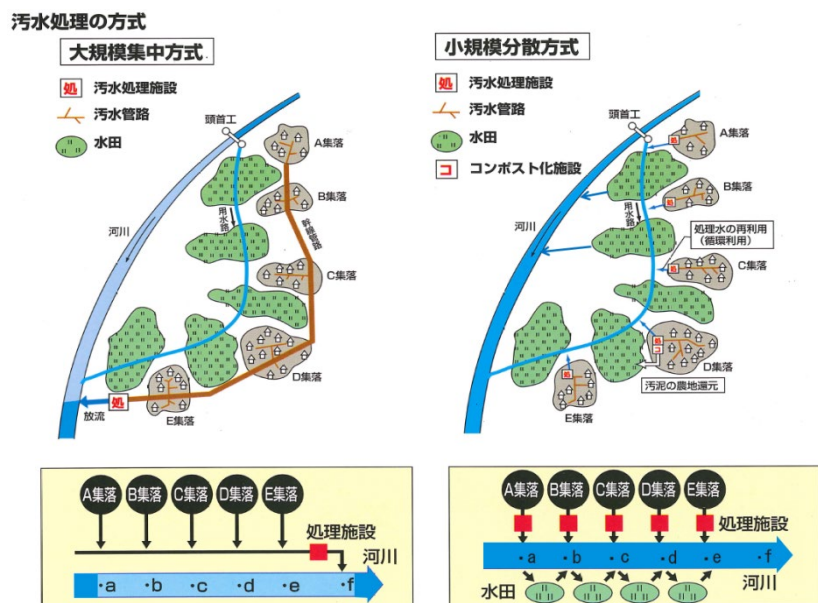 汚水処理の方式
大規模集中方式
処 汚水処理施設
汚水管路
水田
頭首工
A集落
B集落
用水路
幹線管路
河川
C集落
D集落
処
放流
E集落
小規模分散方式
処 汚水処理施設
汚水管路
水田
コ コンポスト化施設
頭首工
処
A集落
処
B集落
用水路
河川
処理水の再利用
(循環利用)
処
C集落
処
コ
D集落
汚泥の農地還元
処
E集落
A集落 B集落 C集落 D集落 E集落
処理施設
河川
・a ・b ・c ・d ・e ・f
A集落 B集落 C集落 D集落 E集落
処理施設
・a ・b ・c ・d ・e ・f
河川
水田